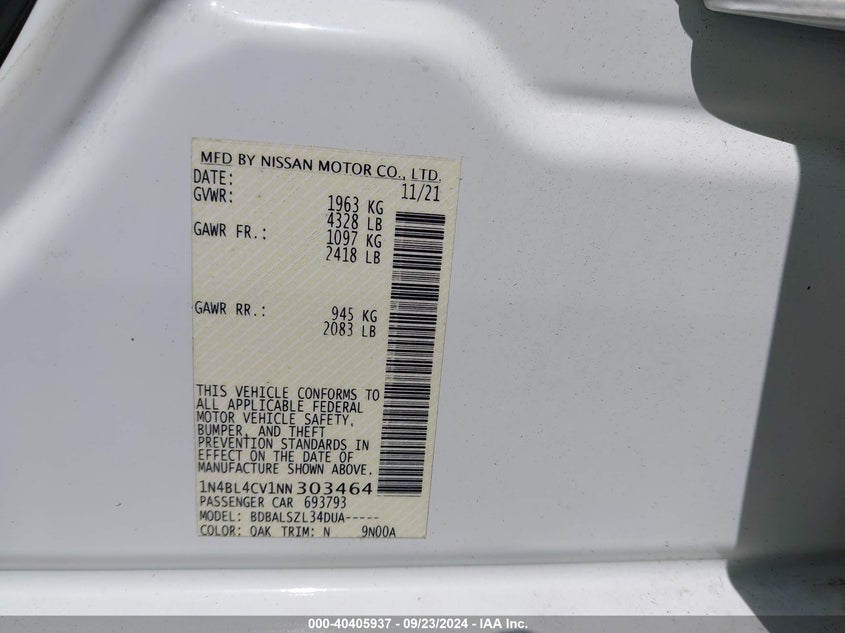 MFD BY NISSAN MOTOR CO., LTD.
DATE: 11/21
GVWR: 1963 KG
4328 LB
GAWR FR.: 1097 KG
2418 LB
GAWR RR.: 945 KG
2083 LB
THIS VEHICLE CONFORMS TO
ALL APPLICABLE FEDERAL
MOTOR VEHICLE SAFETY,
BUMPER, AND THEFT
PREVENTION STANDARDS IN
EFFECT ON THE DATE OF
MANUFACTURE SHOWN ABOVE.
1N4BL4CV1NN303464
PASSENGER CAR 693793
MODEL: BDBALSZL34DUA-----
COLOR: QAK TRIM: N 9N00A
000-40405937 - 09/23/2024 - IAA Inc.